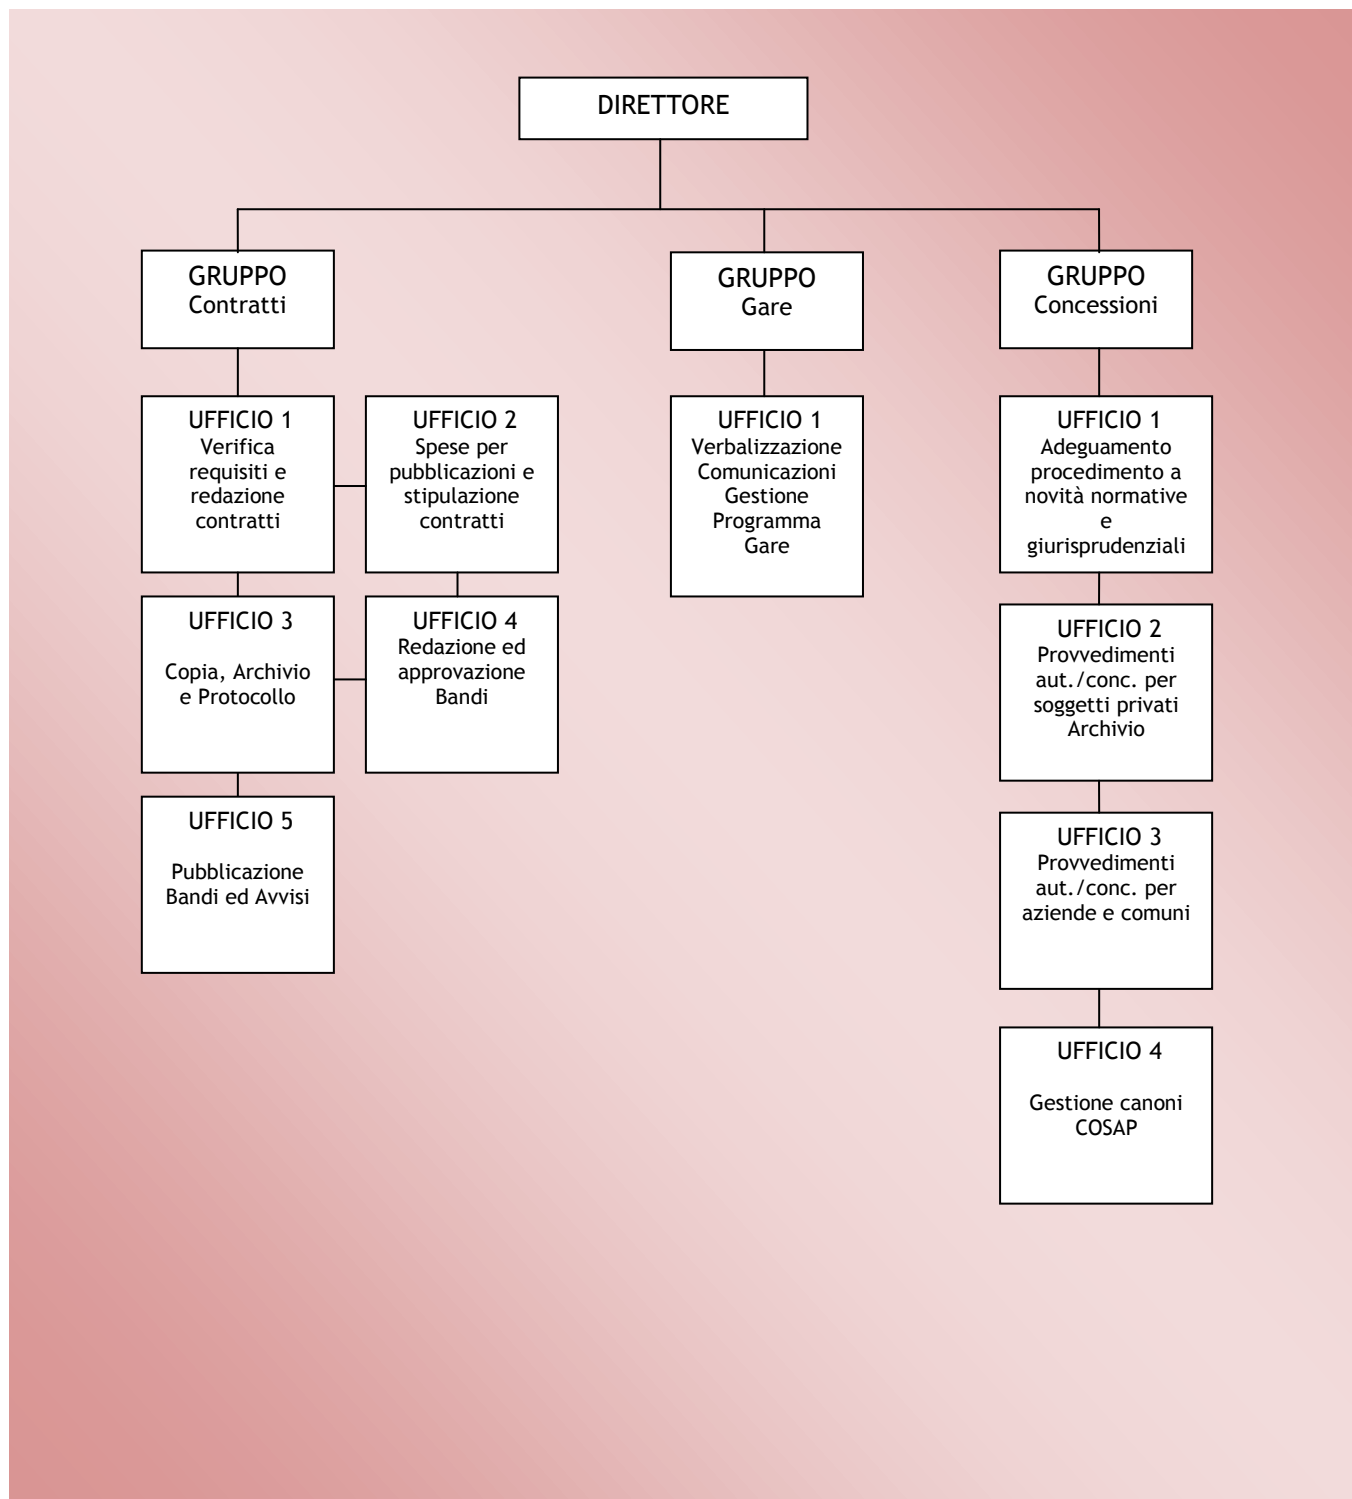 DIRETTORE
GRUPPO
Contratti
GRUPPO
Gare
GRUPPO
Concessioni
UFFICIO 1
Verifica
requisiti e
redazione
contratti
UFFICIO 2
Spese per
pubblicazioni e
stipulazione
contratti
UFFICIO 3
Copia, Archivio
e Protocollo
UFFICIO 4
Redazione ed
approvazione
Bandi
UFFICIO 5
Pubblicazione
Bandi ed Avvisi
UFFICIO 1
Verbalizzazione
Comunicazioni
Gestione
Programma
Gare
UFFICIO 1
Adeguamento
procedimento a
novità normative
e
giurisprudenziali
UFFICIO 2
Provvedimenti
aut./conc. per
soggetti privati
Archivio
UFFICIO 3
Provvedimenti
aut./conc. per
aziende e comuni
UFFICIO 4
Gestione canoni
COSAP